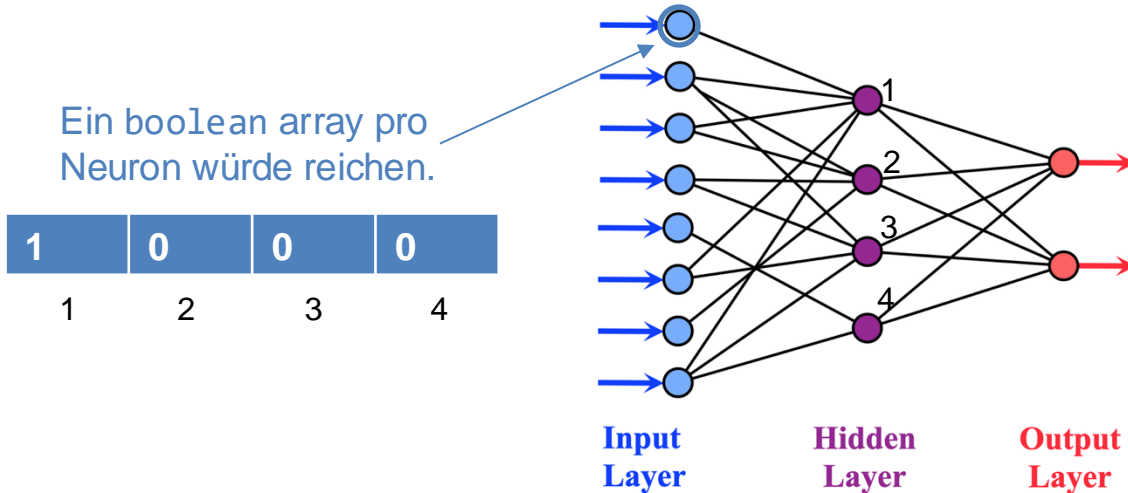 Ein boolean array pro
Neuron würde reichen.
1 0 0 0
1 2 3 4
1
2
3
4
Input
Layer
Hidden
Layer
Output
Layer